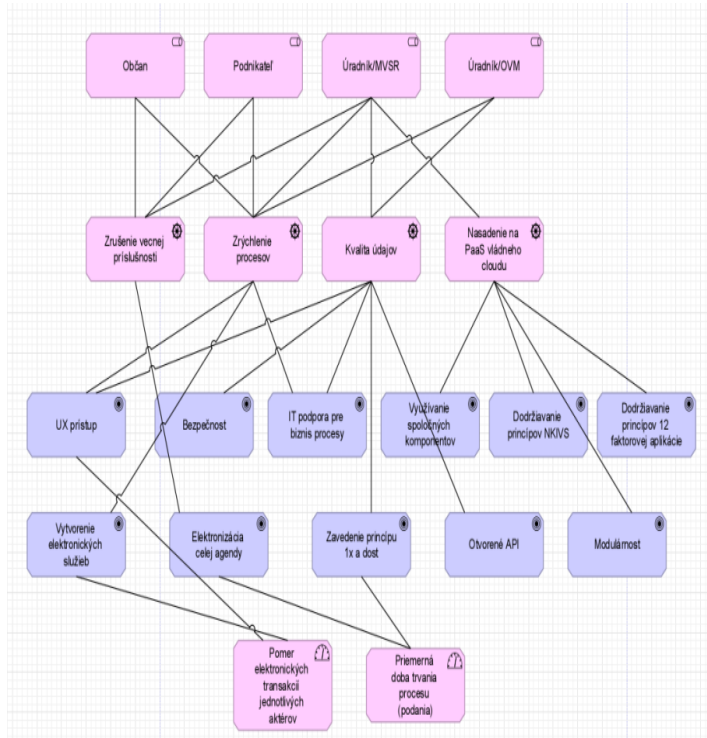 Občan
Podnikateľ
Úradník/MVSR
Úradník/OVM
Zrušenie vecnej
príslušnosti
Zrýchlenie
procesov
Kvalita údajov
Nasadenie na
PaaS vládneho
cloudu
UX prístup
Bezpečnosť
IT podpora pre
biznis procesy
Využívanie
spoločných
komponentov
Dodržiavanie
princípov NKIVS
Dodržiavanie
princípov 12
faktorovej aplikácie
Vytvorenie
elektronických
služieb
Elektronizácia
celej agendy
Zavedenie princípu
1x a dosť
Otvorené API
Modulárnosť
Pomer
elektronických
transakcií
jednotlivých
aktérov
Priemerná
doba trvania
procesu
(podania)